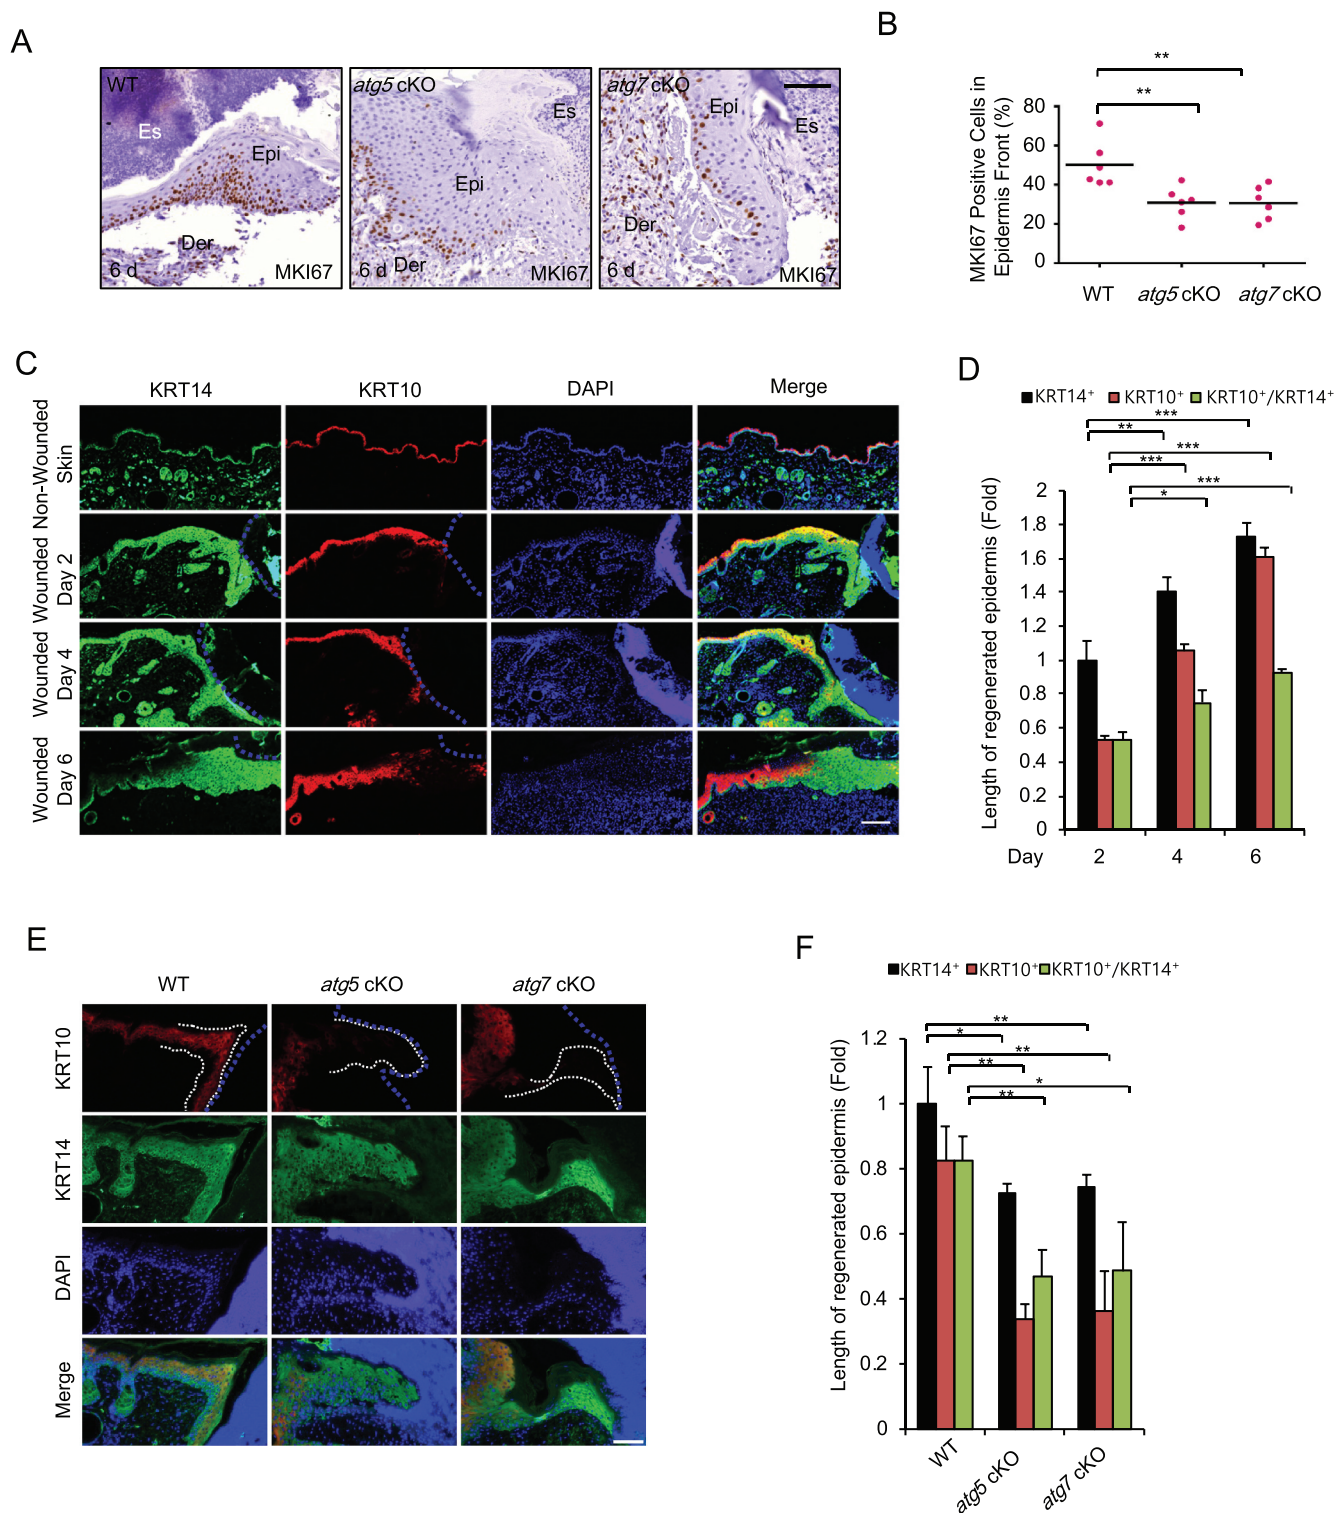 A
WT
Es
Epi
Der
6 d
MKI67
atg5 cKO
Es
Epi
6 d
Der
MKI67
atg7 cKO
Epi
Es
Der
6 d
MKI67
B
MKI67 Positive Cells in
Epidermis Front (%)
**
**
80
60
40
20
0
WT
atg5 cKO
atg7 cKO
C
KRT14
KRT10
DAPI
Merge
Non-Wounded
Skin
Wounded
Day 2
Wounded
Day 4
Wounded
Day 6
D
KRT14⁺
KRT10⁺
KRT10⁺/KRT14⁺
***
**
***
***
***
*
Length of regenerated epidermis (Fold)
2
1.8
1.6
1.4
1.2
1
0.8
0.6
0.4
0.2
0
Day
2
4
6
E
WT
atg5 cKO
atg7 cKO
KRT10
KRT14
DAPI
Merge
F
KRT14⁺
KRT10⁺
KRT10⁺/KRT14⁺
**
*
**
**
*
**
Length of regenerated epidermis (Fold)
1.2
1
0.8
0.6
0.4
0.2
0
WT
atg5 cKO
atg7 cKO